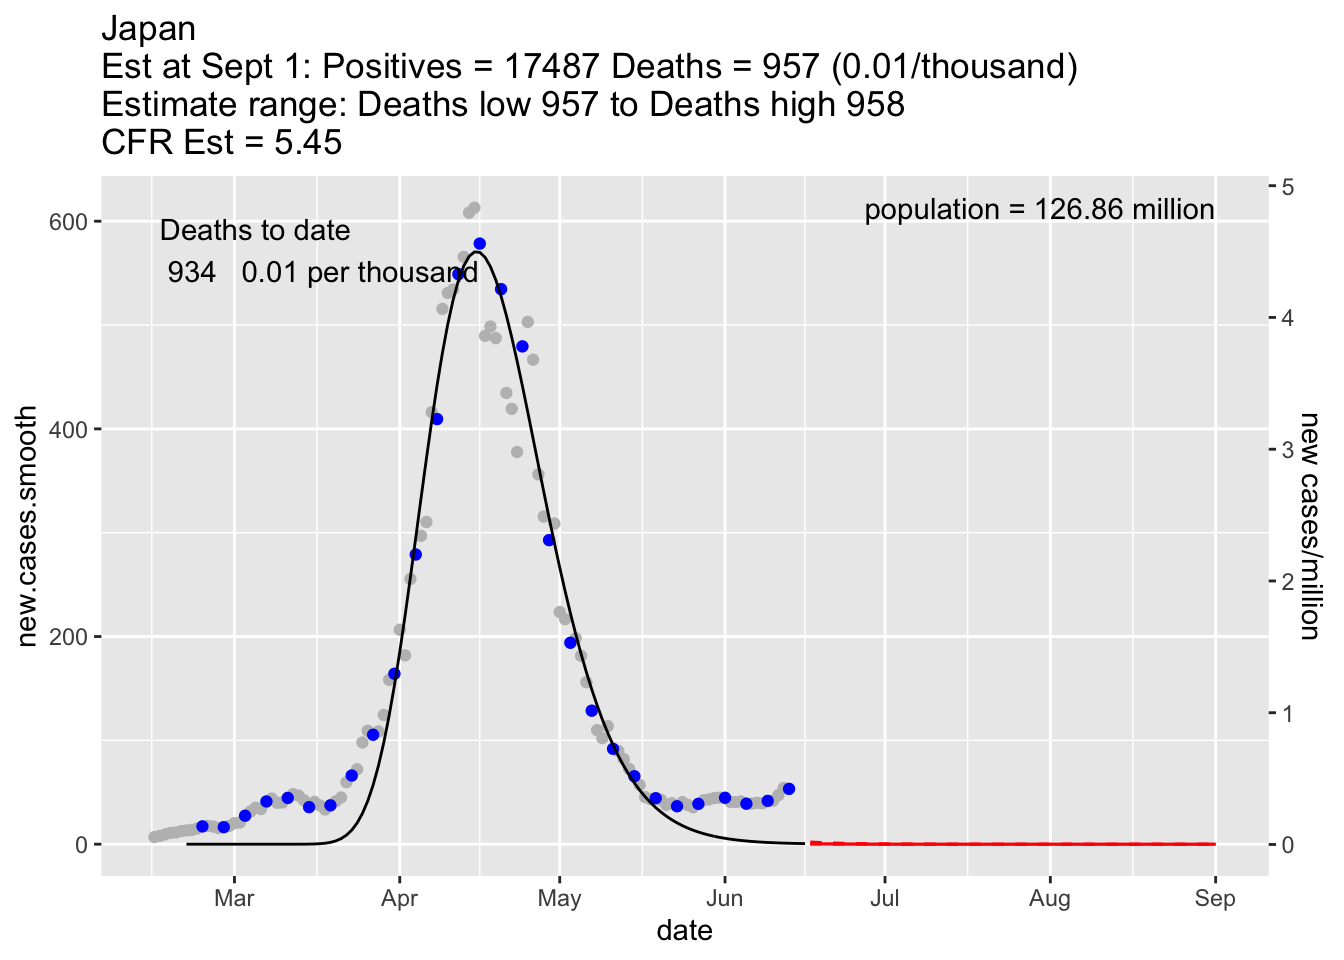 Japan
Est at Sept 1: Positives = 17487 Deaths = 957 (0.01/thousand)
Estimate range: Deaths low 957 to Deaths high 958
CFR Est = 5.45
Deaths to date
934 0.01 per thousand
population = 126.86 million
600
400
200
0
new.cases.smooth
5
4
3
2
1
0
new cases/million
Mar Apr May Jun Jul Aug Sep
date